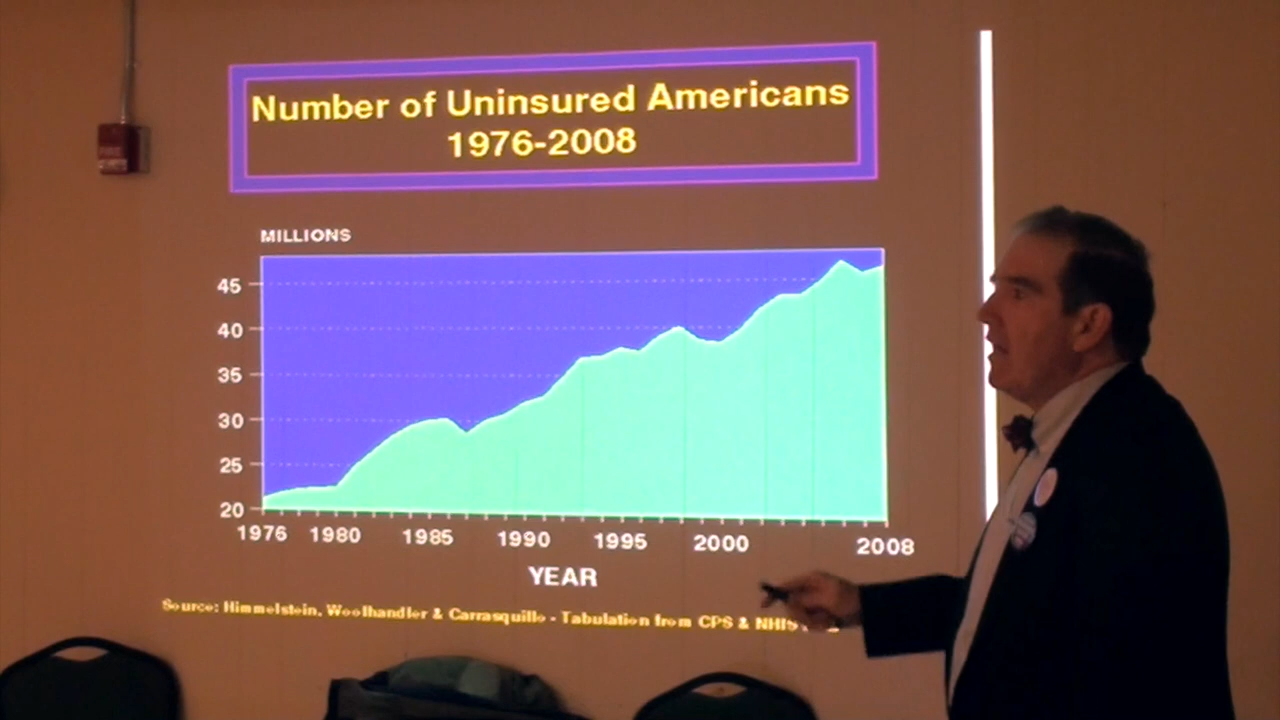 Number of Uninsured Americans
1976-2008
MILLIONS
45
40
35
30
25
20
1976 1980 1985 1990 1995 2000 2008
YEAR
Source: Himmelstein, Woolhandler & Carrasquillo - Tabulation from CPS & NHIS